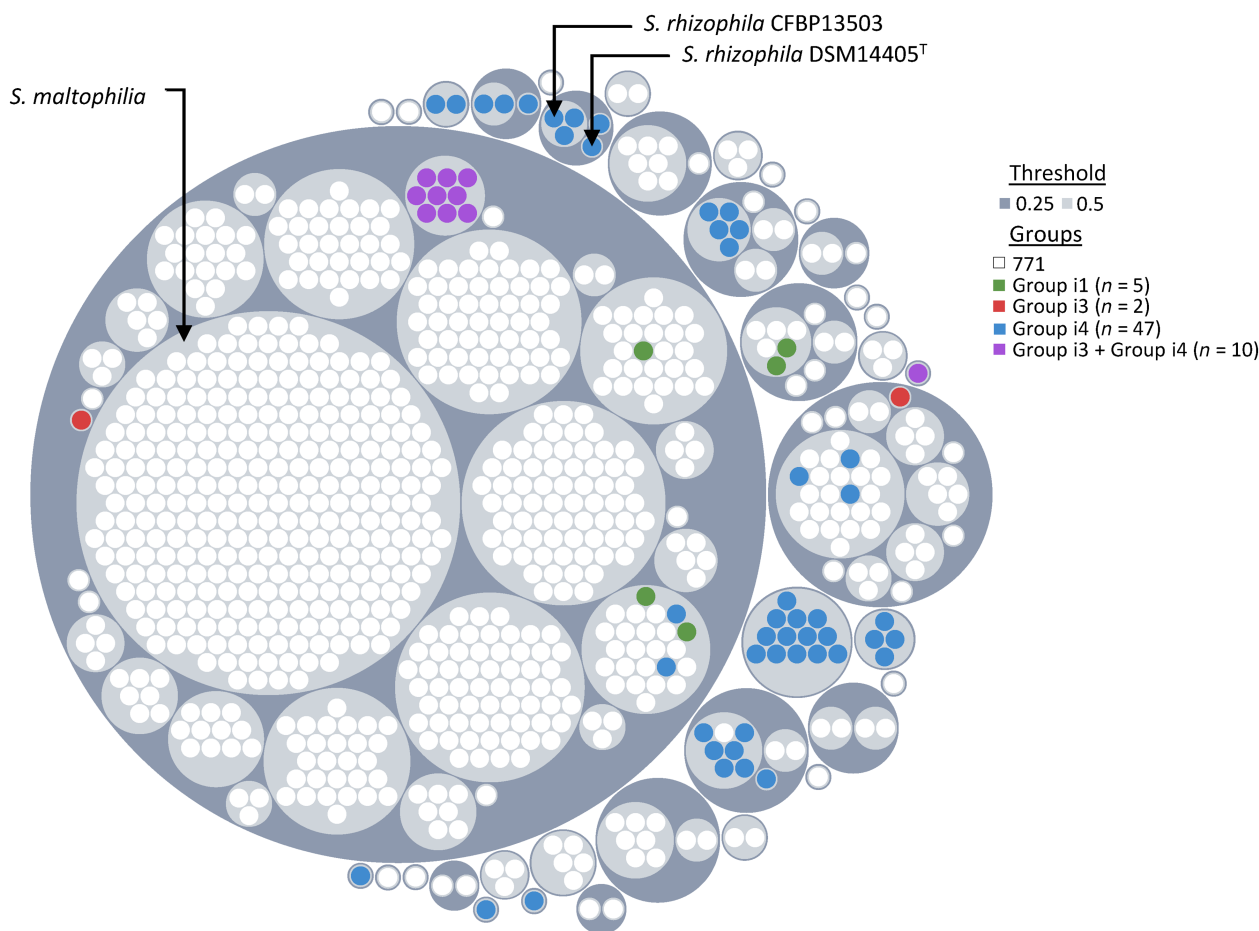 S. rhizophila CFBP13503
S. rhizophila DSM14405ᵀ
S. maltophilia
Threshold
0.25 0.5
Groups
771
Group i1 (n = 5)
Group i3 (n = 2)
Group i4 (n = 47)
Group i3 + Group i4 (n = 10)